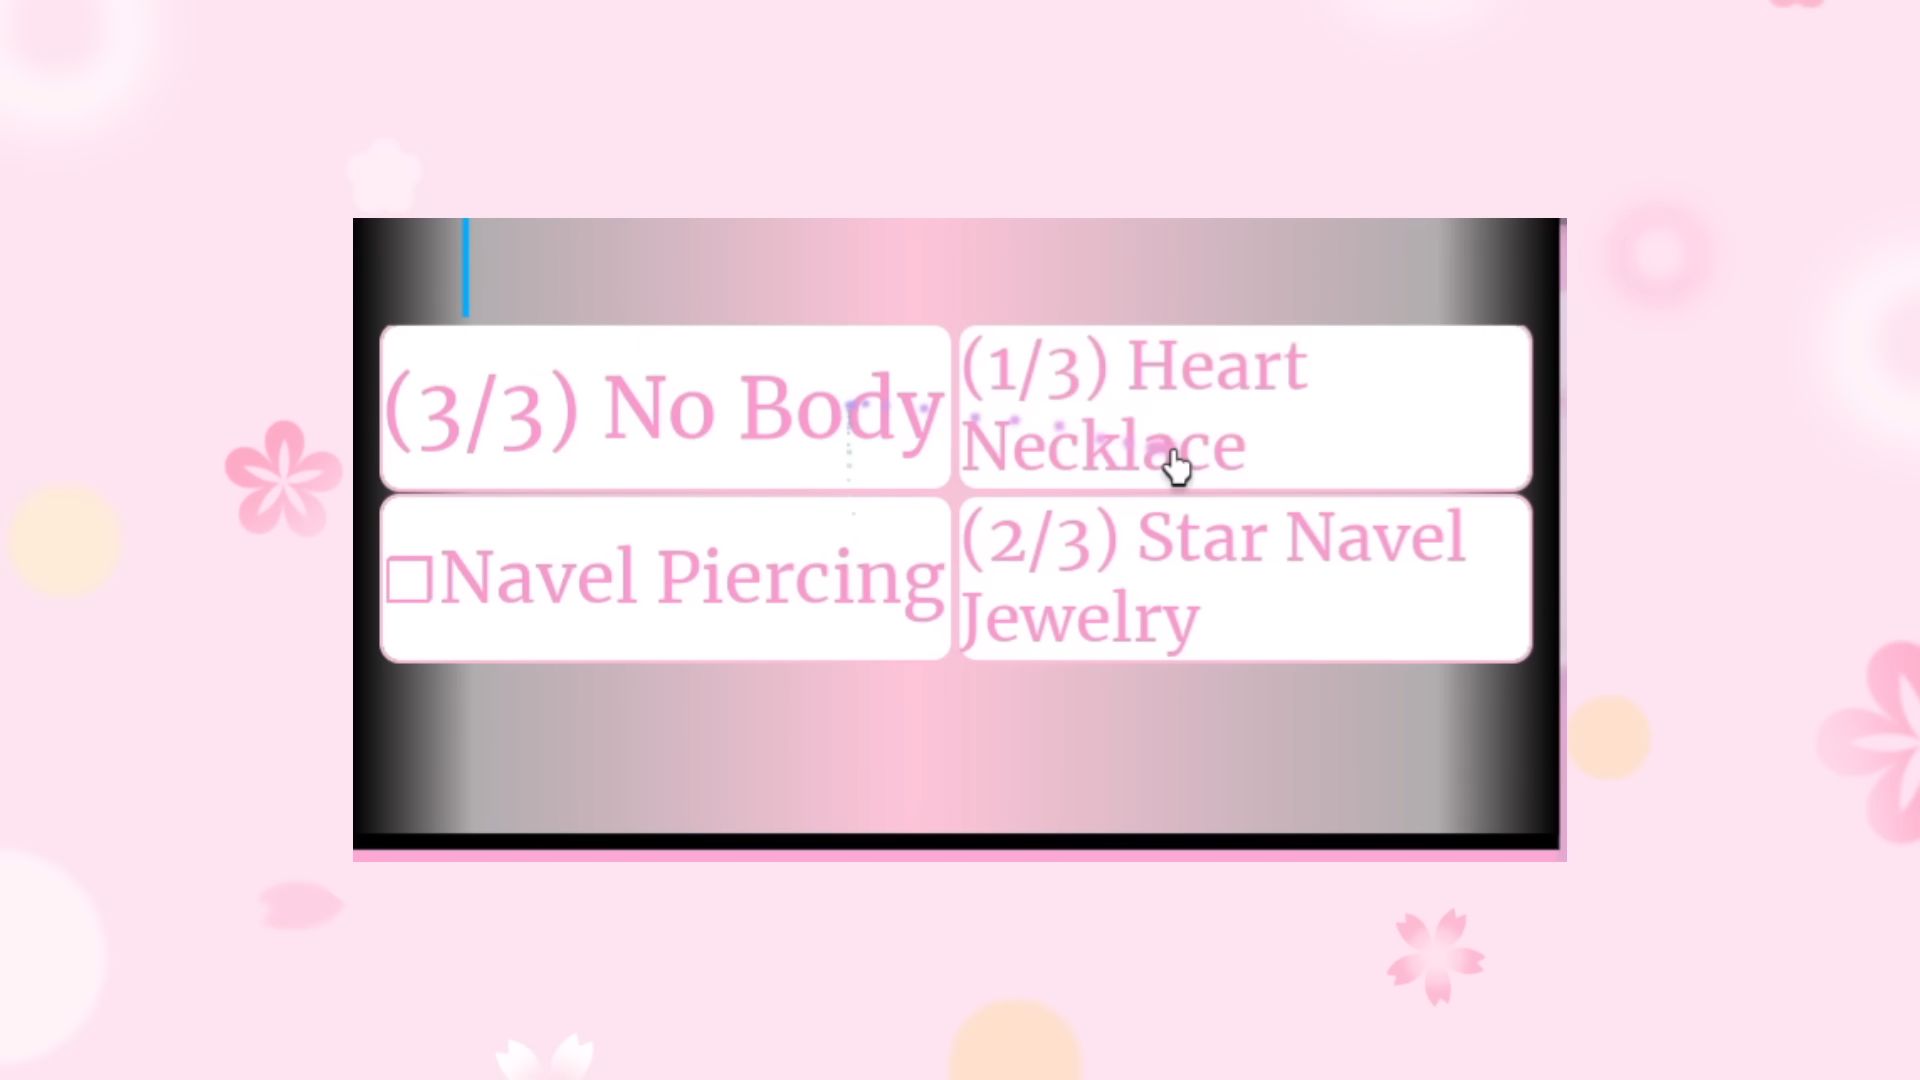 (3/3) No Body
(1/3) Heart
Necklace
☐Navel Piercing
(2/3) Star Navel
Jewelry